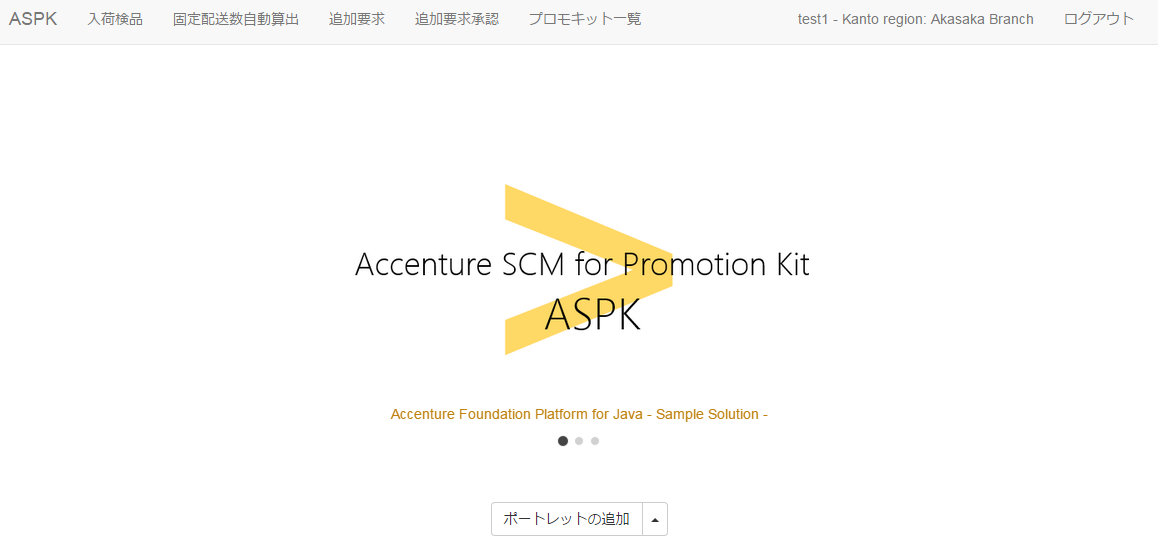 ASPK 入荷検品 固定配送数自動算出 追加要求 追加要求承認 プロモキット一覧 test1 - Kanto region: Akasaka Branch ログアウト
Accenture SCM for Promotion Kit
ASPK
Accenture Foundation Platform for Java - Sample Solution -
ポートレットの追加